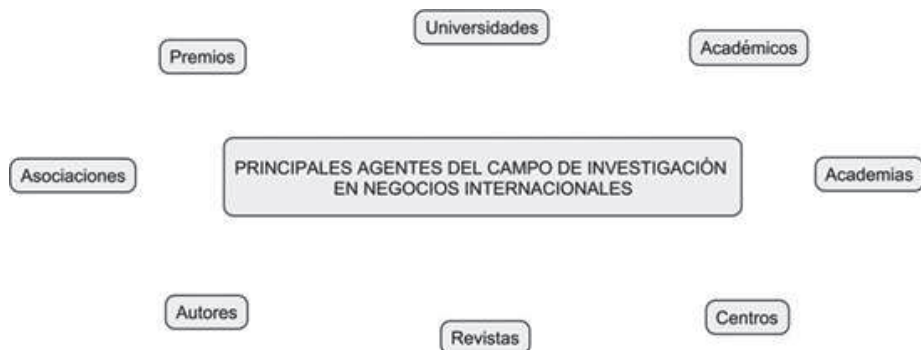 Universidades
Premios
Académicos
PRINCIPALES AGENTES DEL CAMPO DE INVESTIGACIÓN
EN NEGOCIOS INTERNACIONALES
Asociaciones
Academias
Autores
Centros
Revistas